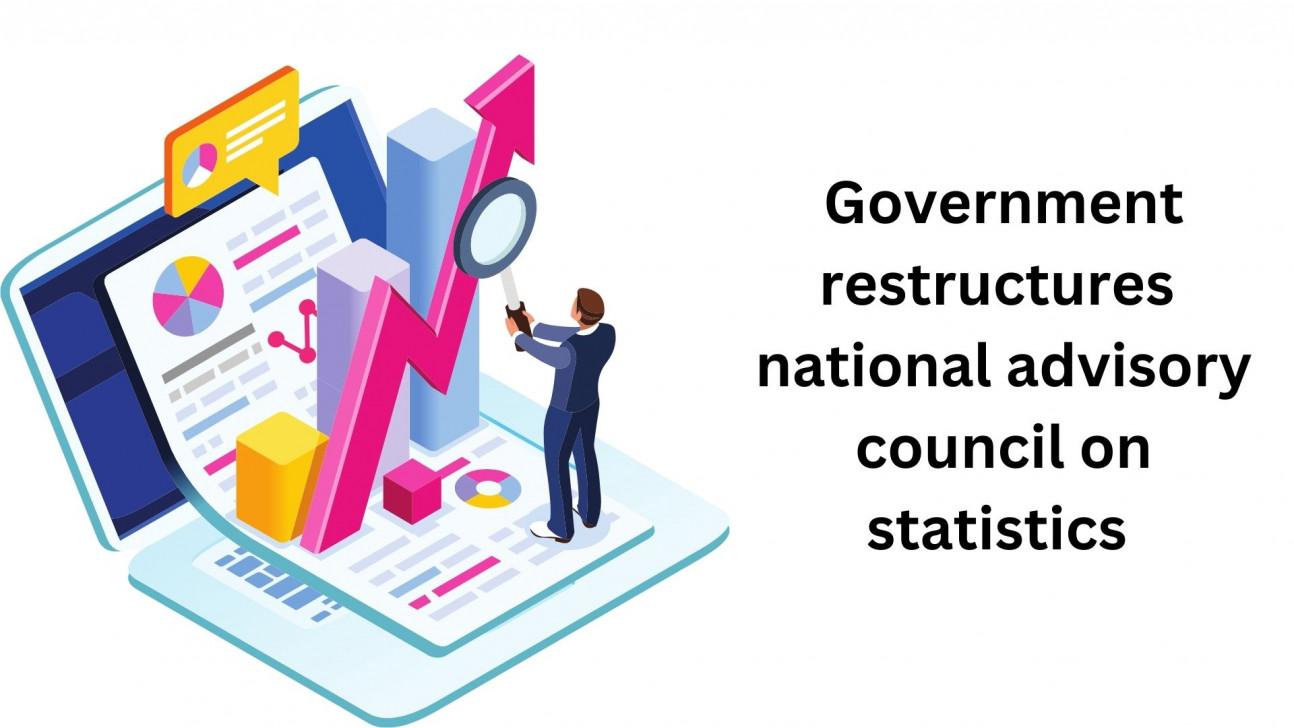 Government
restructures
national advisory
council on
statistics